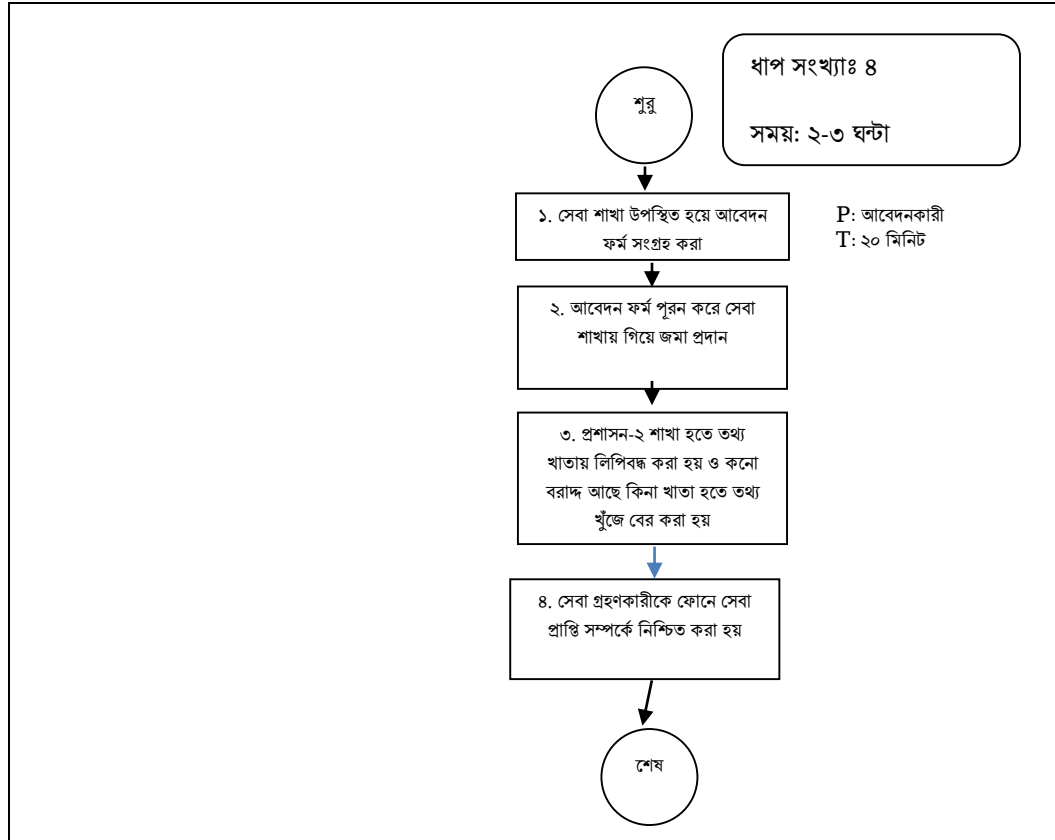 ধাপ সংখ্যাঃ ৪
সময়: ২-৩ ঘন্টা
শুরু
১. সেবা শাখা উপস্থিত হয়ে আবেদন
ফর্ম সংগ্রহ করা
P: আবেদনকারী
T: ২০ মিনিট
২. আবেদন ফর্ম পূরন করে সেবা
শাখায় গিয়ে জমা প্রদান
৩. প্রশাসন-২ শাখা হতে তথ্য
খাতায় লিপিবদ্ধ করা হয় ও কনো
বরাদ্দ আছে কিনা খাতা হতে তথ্য
খুঁজে বের করা হয়
৪. সেবা গ্রহণকারীকে ফোনে সেবা
প্রাপ্তি সম্পর্কে নিশ্চিত করা হয়
শেষ